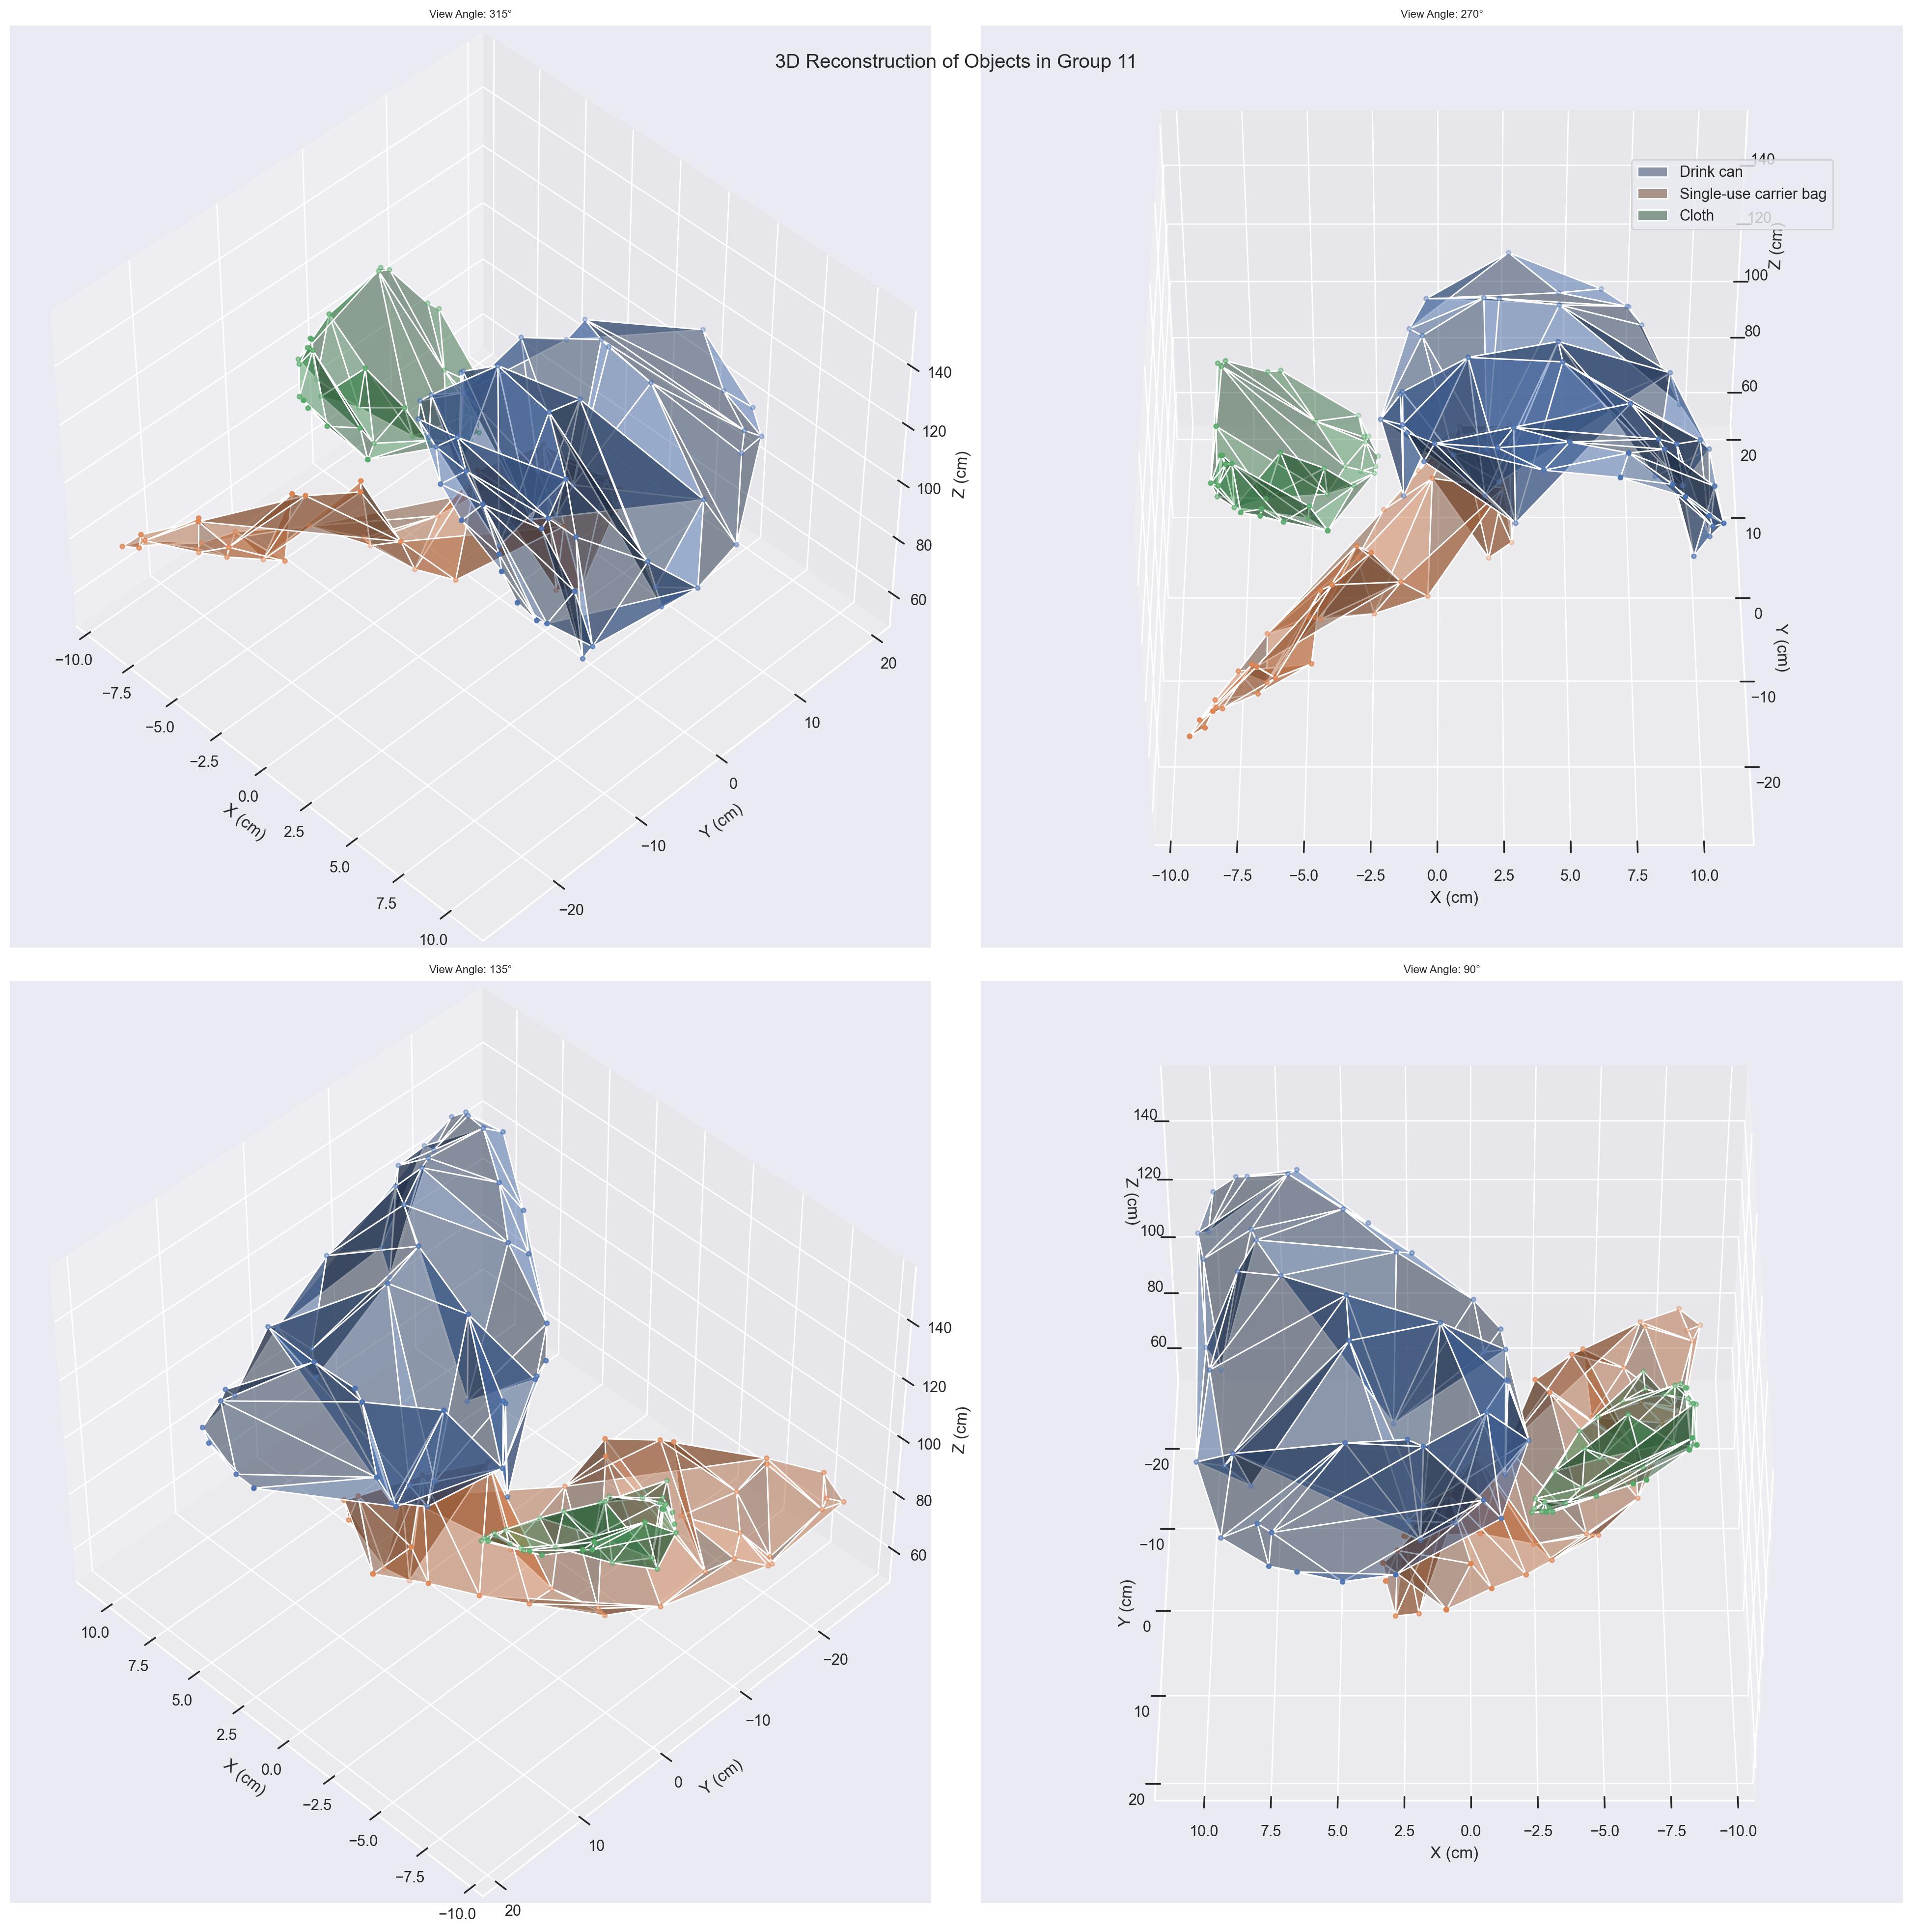 View Angle: 315°
View Angle: 270°
3D Reconstruction of Objects in Group 11
Drink can
Single-use carrier bag
Cloth
140
120
100
80
60
Z (cm)
−10.0
−7.5
−5.0
−2.5
0.0
2.5
5.0
7.5
10.0
X (cm)
20
10
0
−10
−20
Y (cm)
140
120
Z (cm)
100
80
60
20
10
0
Y (cm)
−10
−20
−10.0 −7.5 −5.0 −2.5 0.0 2.5 5.0 7.5 10.0
X (cm)
View Angle: 135°
View Angle: 90°
140
120
100
80
60
Z (cm)
10.0
7.5
5.0
2.5
0.0
−2.5
−5.0
−7.5
−10.0
X (cm)
−20
−10
0
10
20
Y (cm)
140
120
Z (cm)
100
80
60
−20
−10
Y (cm)
0
10
20
10.0 7.5 5.0 2.5 0.0 −2.5 −5.0 −7.5 −10.0
X (cm)